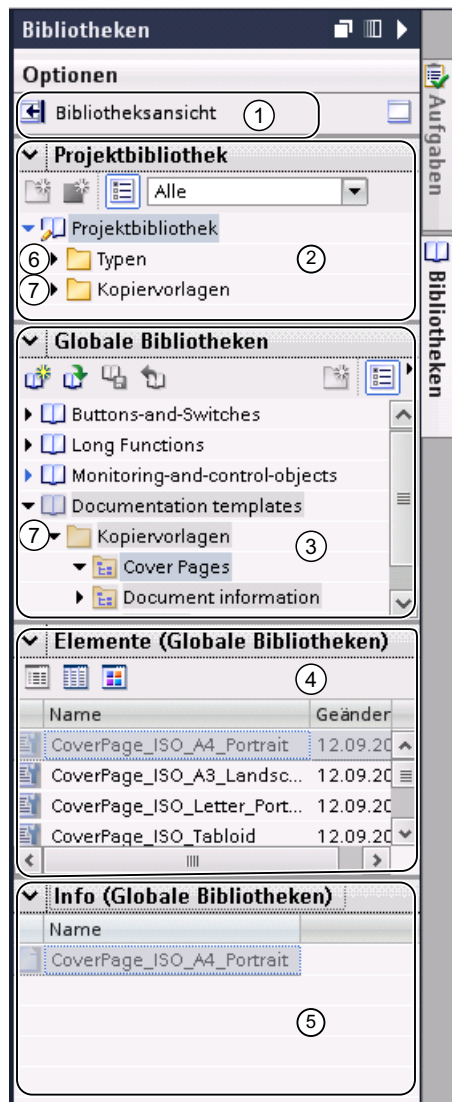 Bibliotheken
Optionen
Bibliotheksansicht
1
Projektbibliothek
Alle
Projektbibliothek
2
6
Typen
7
Kopiervorlagen
Globale Bibliotheken
Buttons-and-Switches
Long Functions
Monitoring-and-control-objects
Documentation templates
7
Kopiervorlagen
3
Cover Pages
Document information
Elemente (Globale Bibliotheken)
4
Name Geänder
CoverPage_ISO_A4_Portrait 12.09.20
CoverPage_ISO_A3_Landsc... 12.09.20
CoverPage_ISO_Letter_Port... 12.09.20
CoverPage_ISO_Tabloid 12.09.20
Info (Globale Bibliotheken)
Name
CoverPage_ISO_A4_Portrait
5
Aufgaben
Bibliotheken